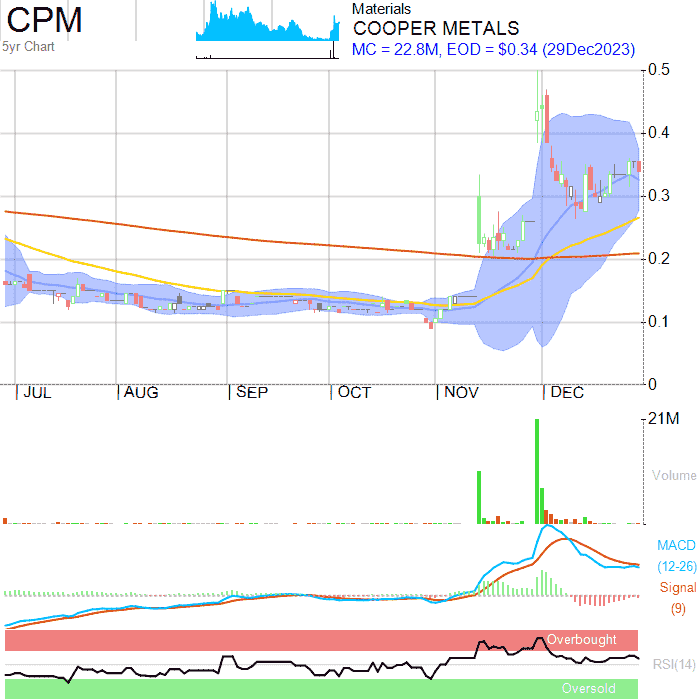 CPM
5yr Chart
Materials
COOPER METALS
MC = 22.8M, EOD = $0.34 (29Dec2023)
0.5
0.4
0.3
0.2
0.1
0
JUL AUG SEP OCT NOV DEC
21M
Volume
MACD
(12-26)
Signal
(9)
Overbought
RSI(14)
Oversold